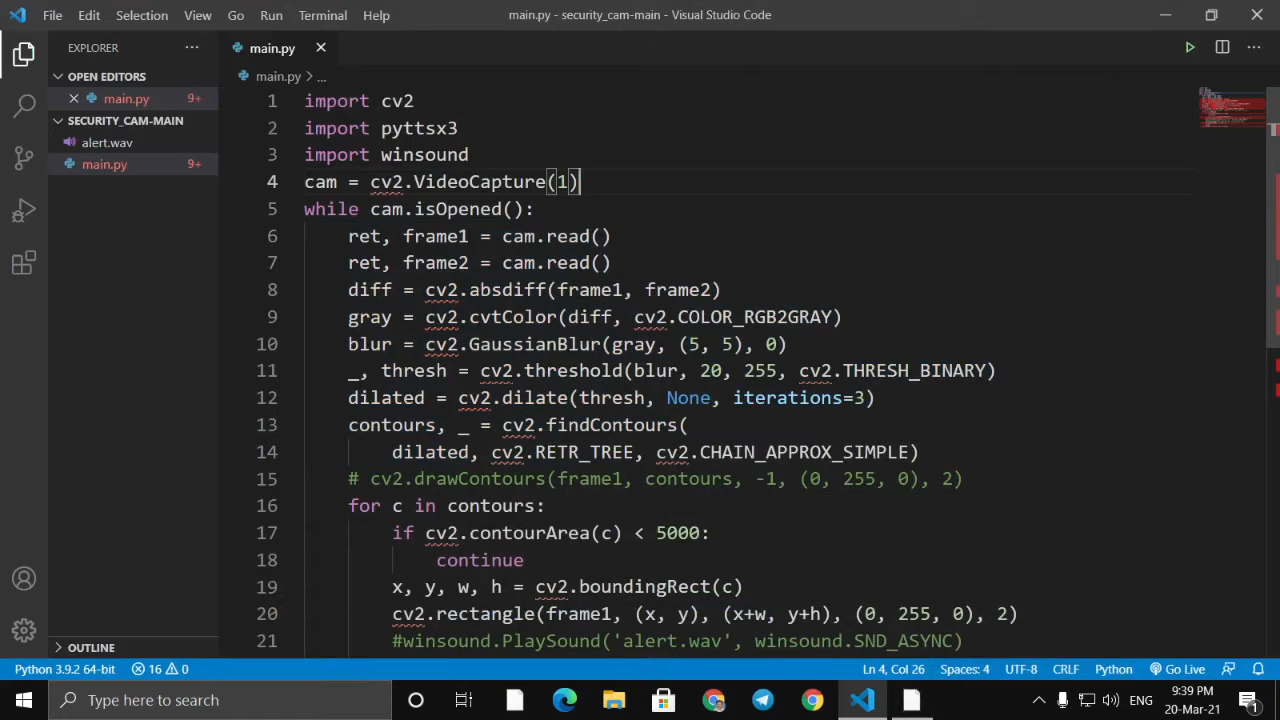 File Edit Selection View Go Run Terminal Help main.py - security_cam-main - Visual Studio Code
EXPLORER ...
main.py
OPEN EDITORS
main.py > ...
main.py 9+
SECURITY_CAM-MAIN
alert.wav
main.py 9+
1 import cv2
2 import pyttsx3
3 import winsound
4 cam = cv2.VideoCapture(1)
5 while cam.isOpened():
6 ret, frame1 = cam.read()
7 ret, frame2 = cam.read()
8 diff = cv2.absdiff(frame1, frame2)
9 gray = cv2.cvtColor(diff, cv2.COLOR_RGB2GRAY)
10 blur = cv2.GaussianBlur(gray, (5, 5), 0)
11 _, thresh = cv2.threshold(blur, 20, 255, cv2.THRESH_BINARY)
12 dilated = cv2.dilate(thresh, None, iterations=3)
13 contours, _ = cv2.findContours(
14 dilated, cv2.RETR_TREE, cv2.CHAIN_APPROX_SIMPLE)
15 # cv2.drawContours(frame1, contours, -1, (0, 255, 0), 2)
16 for c in contours:
17 if cv2.contourArea(c) < 5000:
18 continue
19 x, y, w, h = cv2.boundingRect(c)
20 cv2.rectangle(frame1, (x, y), (x+w, y+h), (0, 255, 0), 2)
21 #winsound.PlaySound('alert.wav', winsound.SND_ASYNC)
OUTLINE
Python 3.9.2 64-bit 16 0 Ln 4, Col 26 Spaces: 4 UTF-8 CRLF Python Go Live
Type here to search
ENG
9:39 PM
20-Mar-21
1